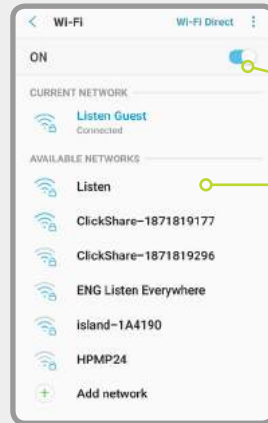 Wi-Fi Wi-Fi Direct
ON
CURRENT NETWORK
Listen Guest
Connected
AVAILABLE NETWORKS
Listen
ClickShare-1871819177
ClickShare-1871819296
ENG Listen Everywhere
island-1A4190
HPMP24
Add network